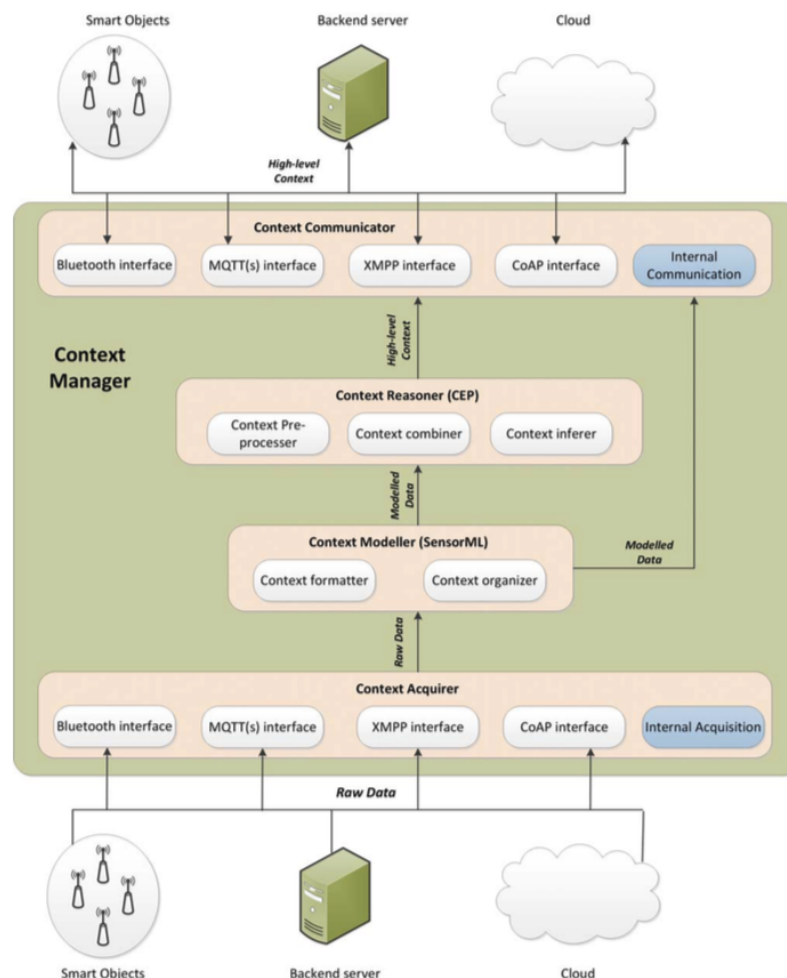 Smart Objects
Backend server
Cloud
High-level
Context
Context Communicator
Bluetooth interface
MQTT(s) interface
XMPP interface
CoAP interface
Internal
Communication
Context
Manager
High-level
Context
Context Reasoner (CEP)
Context Pre-
processer
Context combiner
Context inferer
Modelled
Data
Context Modeller (SensorML)
Context formatter
Context organizer
Modelled
Data
Raw Data
Context Acquirer
Bluetooth interface
MQTT(s) interface
XMPP interface
CoAP interface
Internal Acquisition
Raw Data
Smart Objects
Backend server
Cloud